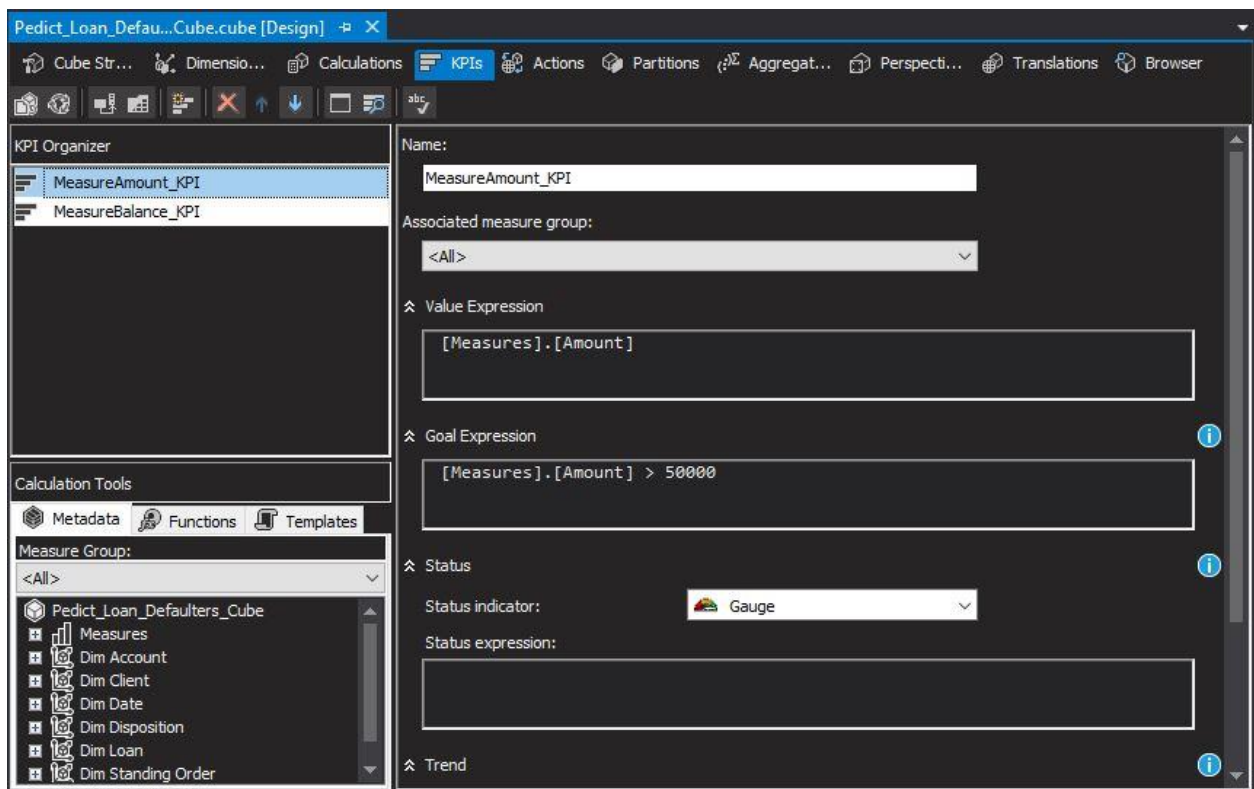 Pedict_Loan_Defau...Cube.cube [Design]
Cube Str... Dimensio... Calculations KPIs Actions Partitions Aggregat... Perspecti... Translations Browser
abc
KPI Organizer
MeasureAmount_KPI
MeasureBalance_KPI
Calculation Tools
Metadata Functions Templates
Measure Group:
<All>
Pedict_Loan_Defaulters_Cube
Measures
Dim Account
Dim Client
Dim Date
Dim Disposition
Dim Loan
Dim Standing Order
Name:
MeasureAmount_KPI
Associated measure group:
<All>
Value Expression
[Measures].[Amount]
Goal Expression
[Measures].[Amount] > 50000
Status
Status indicator: Gauge
Status expression:
Trend